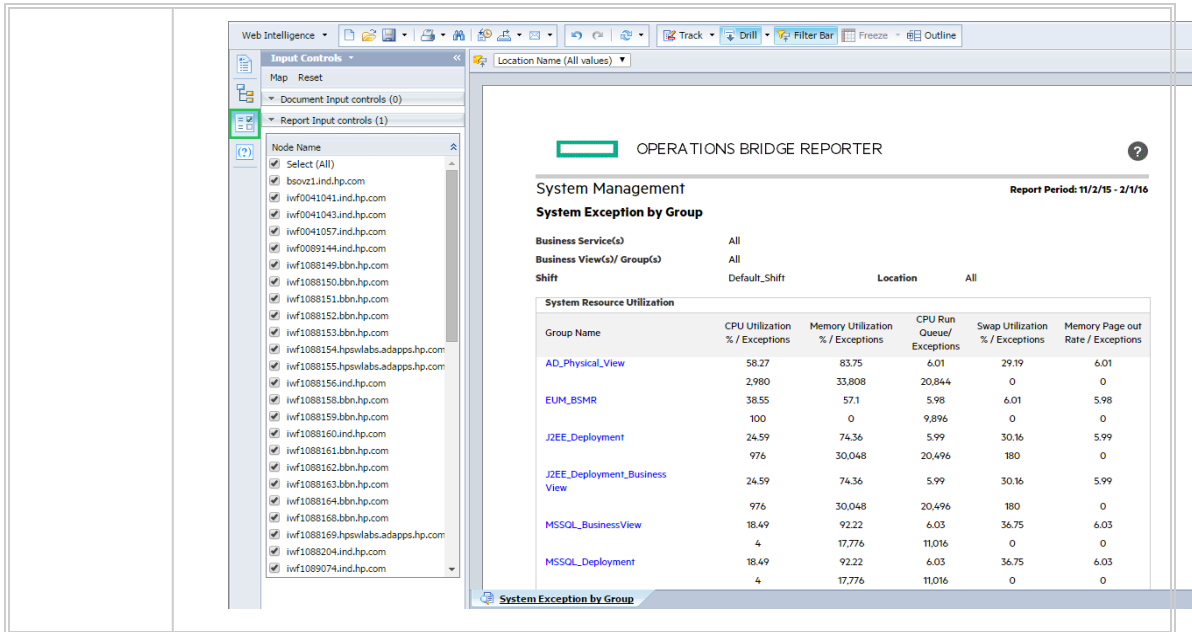 Web Intelligence Track Drill Filter Bar Freeze Outline
Input Controls
Location Name (All values)
Map Reset
Document Input controls (0)
Report Input controls (1)
Node Name
Select (All)
bsovz1.ind.hp.com
iwf0041041.ind.hp.com
iwf0041043.ind.hp.com
iwf0041057.ind.hp.com
iwf0089144.ind.hp.com
iwf1088149.bbn.hp.com
iwf1088150.bbn.hp.com
iwf1088151.bbn.hp.com
iwf1088152.bbn.hp.com
iwf1088153.bbn.hp.com
iwf1088154.hpswlabs.adapps.hp.com
iwf1088155.hpswlabs.adapps.hp.com
iwf1088156.ind.hp.com
iwf1088158.bbn.hp.com
iwf1088159.bbn.hp.com
iwf1088160.ind.hp.com
iwf1088161.bbn.hp.com
iwf1088162.bbn.hp.com
iwf1088163.bbn.hp.com
iwf1088164.bbn.hp.com
iwf1088168.bbn.hp.com
iwf1088169.hpswlabs.adapps.hp.com
iwf1088204.ind.hp.com
iwf1089074.ind.hp.com
OPERATIONS BRIDGE REPORTER ?
System Management Report Period: 11/2/15 - 2/1/16
System Exception by Group
Business Service(s) All
Business View(s)/ Group(s) All
Shift Default_Shift Location All
System Resource Utilization
Group Name CPU Utilization % / Exceptions Memory Utilization % / Exceptions CPU Run Queue/ Exceptions Swap Utilization % / Exceptions Memory Page out Rate / Exceptions
AD_Physical_View 58.27 83.75 6.01 29.19 6.01
2,980 33,808 20,844 0 0
EUM_BSMR 38.55 57.1 5.98 6.01 5.98
100 0 9,896 0 0
J2EE_Deployment 24.59 74.36 5.99 30.16 5.99
976 30,048 20,496 180 0
J2EE_Deployment_Business View 24.59 74.36 5.99 30.16 5.99
976 30,048 20,496 180 0
MSSQL_BusinessView 18.49 92.22 6.03 36.75 6.03
4 17,776 11,016 0 0
MSSQL_Deployment 18.49 92.22 6.03 36.75 6.03
4 17,776 11,016 0 0
System Exception by Group